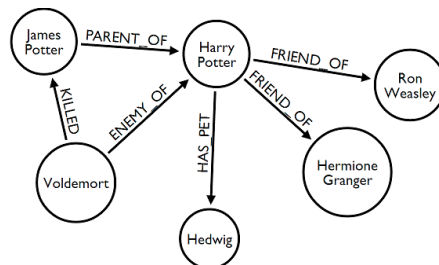 James
Potter
PARENT_OF
Harry
Potter
FRIEND_OF
Ron
Weasley
KILLED
ENEMY_OF
HAS_PET
FRIEND_OF
Hermione
Granger
Voldemort
Hedwig